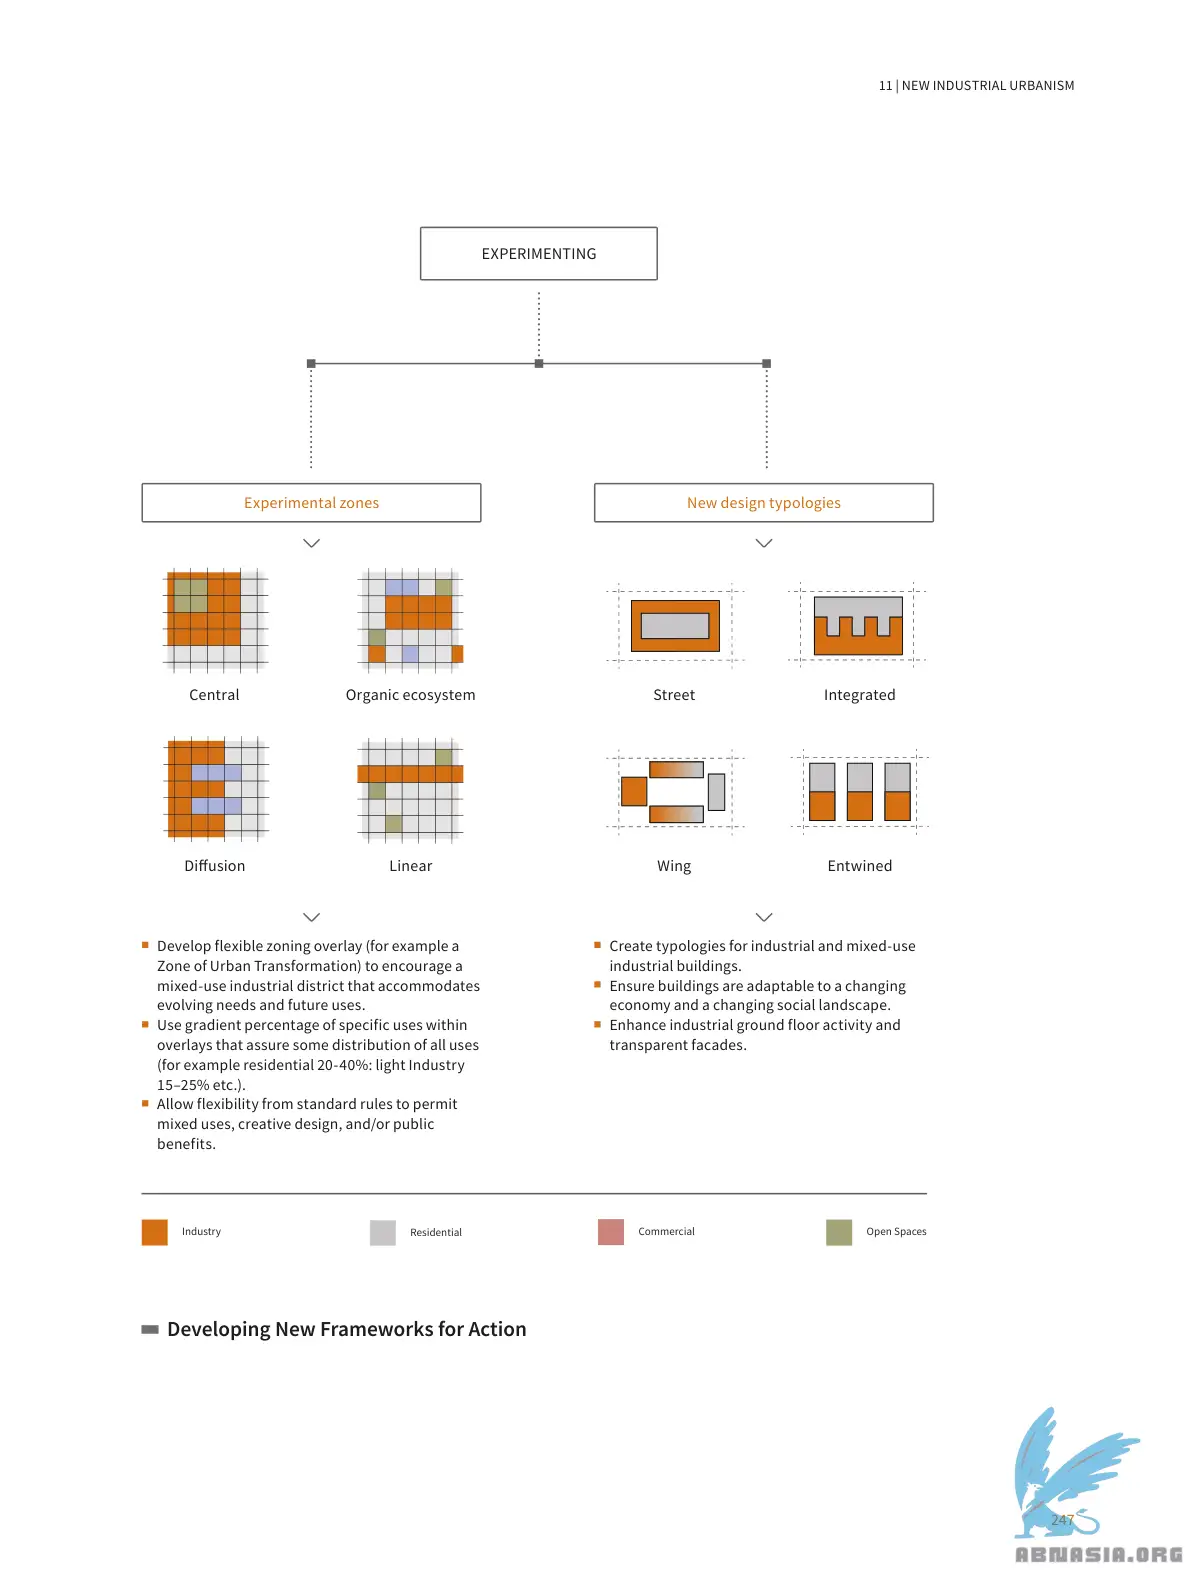 11 | NEW INDUSTRIAL URBANISM
EXPERIMENTING
Experimental zones
New design typologies
Central
Organic ecosystem
Street
Integrated
Diffusion
Linear
Wing
Entwined
Develop flexible zoning overlay (for example a
Zone of Urban Transformation) to encourage a
mixed-use industrial district that accommodates
evolving needs and future uses.
Use gradient percentage of specific uses within
overlays that assure some distribution of all uses
(for example residential 20-40%: light Industry
15–25% etc.).
Allow flexibility from standard rules to permit
mixed uses, creative design, and/or public
benefits.
Create typologies for industrial and mixed-use
industrial buildings.
Ensure buildings are adaptable to a changing
economy and a changing social landscape.
Enhance industrial ground floor activity and
transparent facades.
Industry
Residential
Commercial
Open Spaces
Developing New Frameworks for Action
247
ABNASIA.ORG